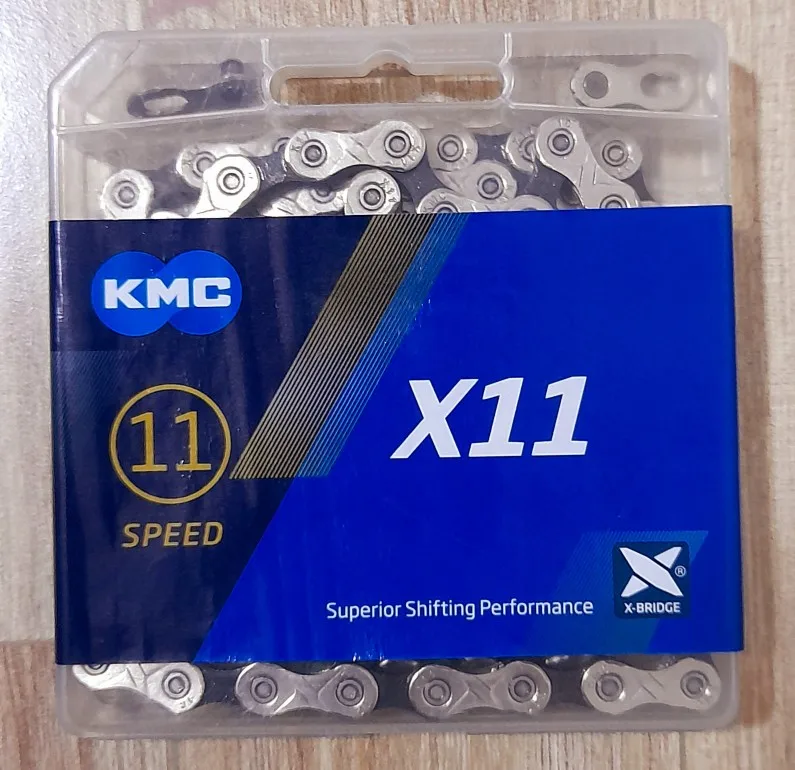 KMC
11
SPEED
X11
Superior Shifting Performance
X-BRIDGE®